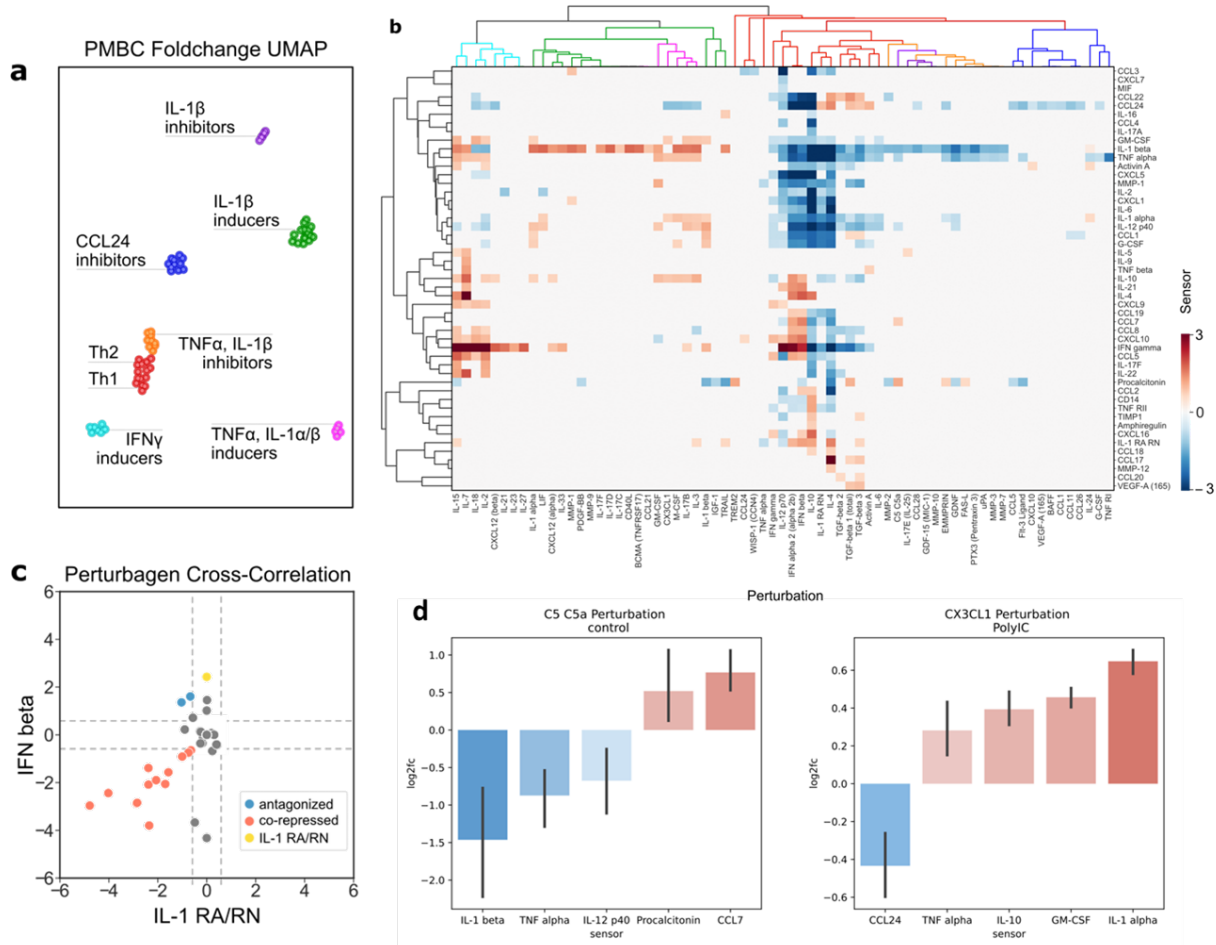 a
PMBC Foldchange UMAP
IL-1β
inhibitors
IL-1β
inducers
CCL24
inhibitors
TNFα, IL-1β
inhibitors
Th2
Th1
IFNγ
inducers
TNFα, IL-1α/β
inducers
b
CCL3
CXCL7
MIF
CCL22
CCL24
IL-16
CCL4
IL-17A
GM-CSF
IL-1 beta
TNF alpha
Activin A
CXCL5
MMP-1
IL-2
CXCL1
IL-6
IL-1 alpha
IL-12 p40
CCL1
G-CSF
IL-5
IL-9
TNF beta
IL-10
IL-21
IL-4
CXCL9
CCL19
CCL7
CCL8
CXCL10
IFN gamma
CCL5
IL-17F
IL-22
Procalcitonin
CCL2
CD14
TNF RII
TIMP1
Amphiregulin
CXCL16
IL-1 RA RN
CCL18
CCL17
MMP-12
CCL20
VEGF-A (165)
Sensor
3
0
−3
IL-15
IL-7
IL-18
IL-2
CXCL12 (beta)
IL-21
IL-23
IL-27
IL-1 alpha
LIF
CXCL12 (alpha)
IL-33
MMP-1
PDGF-BB
MMP-9
IL-17F
IL-17D
IL-17C
CD40L
BCMA (TNFRSF17)
CCL21
GM-CSF
CX3CL1
M-CSF
IL-17B
IL-3
IL-1 beta
IGF-1
TRAIL
TREM2
CCL24
WISP-1 (CCN4)
TNF alpha
IFN gamma
IL-12 p70
IFN alpha 2 (alpha 2b)
IFN beta
IL-10
IL-1 RA RN
IL-4
TGF-beta 2
TGF-beta 1 (total)
TGF-beta 3
Activin A
IL-6
MMP-2
C5 C5a
IL-17E (IL-25)
CCL28
GDF-15 (MIC-1)
MMP-10
EMMPRIN
GDNF
FAS-L
PTX3 (Pentraxin 3)
uPA
MMP-3
MMP-7
CCL5
Flt-3 Ligand
CXCL10
VEGF-A (165)
BAFF
CCL1
CCL11
CCL26
IL-24
G-CSF
TNF RI
Perturbation
c
Perturbagen Cross-Correlation
IFN beta
6
4
2
0
−2
−4
−6
antagonized
co-repressed
IL-1 RA/RN
−6
−4
−2
0
2
4
6
IL-1 RA/RN
d
C5 C5a Perturbation
control
log2fc
1.0
0.5
0.0
−0.5
−1.0
−1.5
−2.0
IL-1 beta
TNF alpha
IL-12 p40
Procalcitonin
CCL7
sensor
CX3CL1 Perturbation
PolyIC
log2fc
0.6
0.4
0.2
0.0
−0.2
−0.4
−0.6
CCL24
TNF alpha
IL-10
GM-CSF
IL-1 alpha
sensor